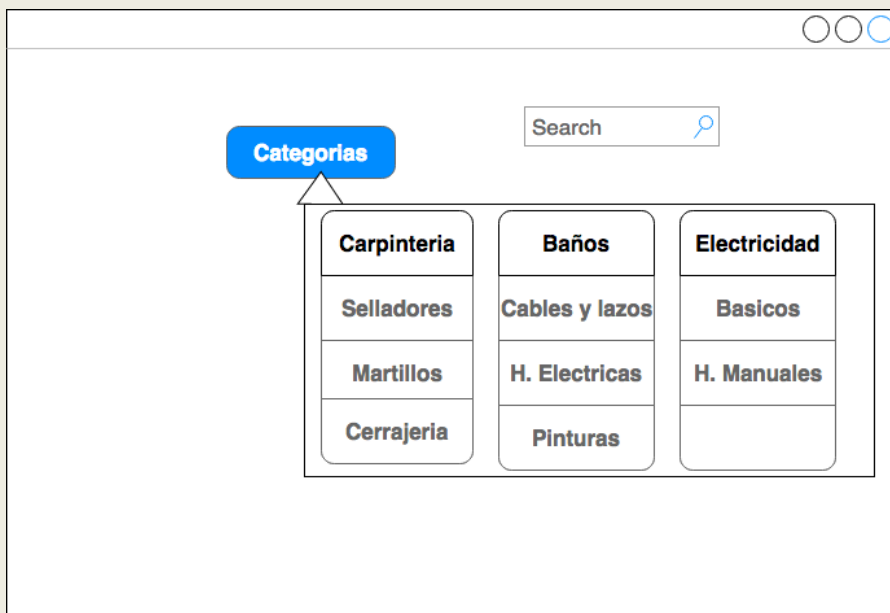 Categorias
Search
Carpinteria
Selladores
Martillos
Cerrajeria
Baños
Cables y lazos
H. Electricas
Pinturas
Electricidad
Basicos
H. Manuales